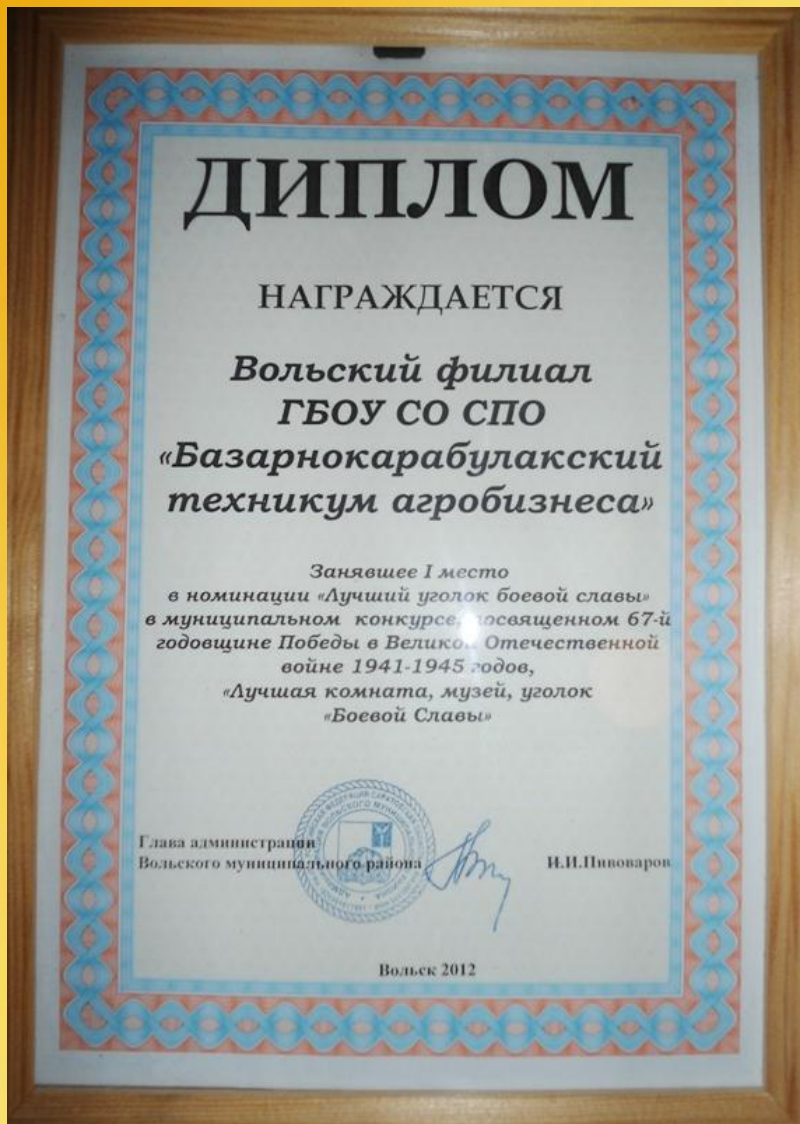 ДИПЛОМ
НАГРАЖДАЕТСЯ
Вольский филиал
ГБОУ СО СПО
«Базарнокарабулакский
техникум агробизнеса»
Занявшее I место
в номинации «Лучший уголок боевой славы»
в муниципальном конкурсе, посвященном 67-й
годовщине Победы в Великой Отечественной
войне 1941-1945 годов,
«Лучшая комната, музей, уголок
«Боевой Славы»
Глава администрации
Вольского муниципального района И.И.Пивоваров
Вольск 2012